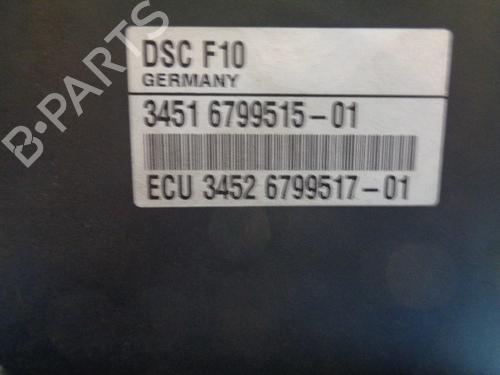 B-PARTS
DSC F10
GERMANY
3451 6799515-01
ECU 3452 6799517-01